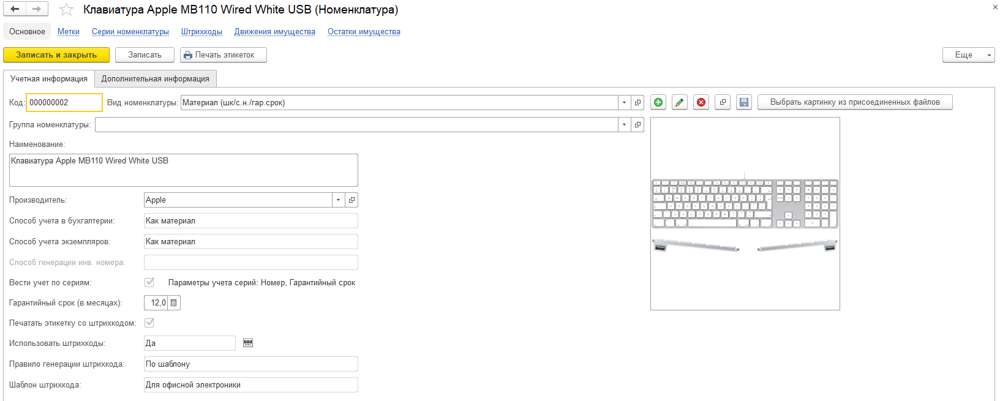 Клавиатура Apple MB110 Wired White USB (Номенклатура)
Основное Метки Серии номенклатуры Штрихкоды Движения имущества Остатки имущества
Записать и закрыть Записать Печать этикеток Еще
Учетная информация Дополнительная информация
Код: 000000002 Вид номенклатуры: Материал (шк/с.н./гар.срок) Выбрать картинку из присоединенных файлов
Группа номенклатуры:
Наименование:
Клавиатура Apple MB110 Wired White USB
Производитель: Apple
Способ учета в бухгалтерии: Как материал
Способ учета экземпляров: Как материал
Способ генерации инв. номера:
Вести учет по сериям: Параметры учета серий: Номер, Гарантийный срок
Гарантийный срок (в месяцах): 12,0
Печатать этикетку со штрихкодом:
Использовать штрихкоды: Да
Правило генерации штрихкода: По шаблону
Шаблон штрихкода: Для офисной электроники